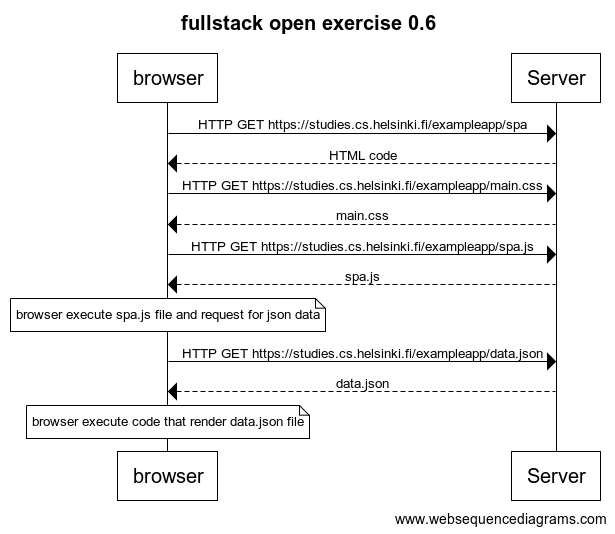 fullstack open exercise 0.6
browser
Server
HTTP GET https://studies.cs.helsinki.fi/exampleapp/spa
HTML code
HTTP GET https://studies.cs.helsinki.fi/exampleapp/main.css
main.css
HTTP GET https://studies.cs.helsinki.fi/exampleapp/spa.js
spa.js
browser execute spa.js file and request for json data
HTTP GET https://studies.cs.helsinki.fi/exampleapp/data.json
data.json
browser execute code that render data.json file
browser
Server
www.websequencediagrams.com